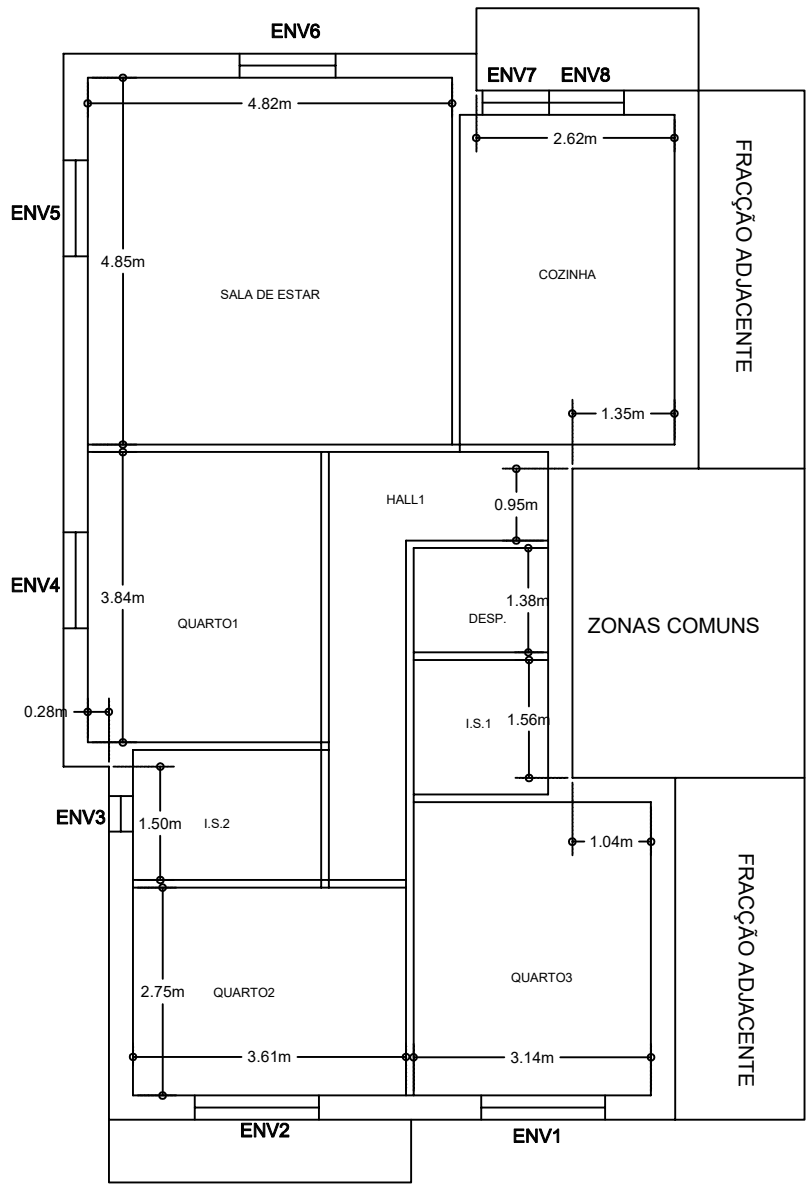 ENV6
ENV7 ENV8
4.82m
2.62m
FRACÇÃO ADJACENTE
ENV5
4.85m
COZINHA
SALA DE ESTAR
1.35m
HALL1
0.95m
ENV4
3.84m
1.38m
DESP.
QUARTO1
ZONAS COMUNS
0.28m
I.S.1
1.56m
ENV3
1.50m
I.S.2
1.04m
FRACÇÃO ADJACENTE
QUARTO3
2.75m
QUARTO2
3.61m
3.14m
ENV2
ENV1